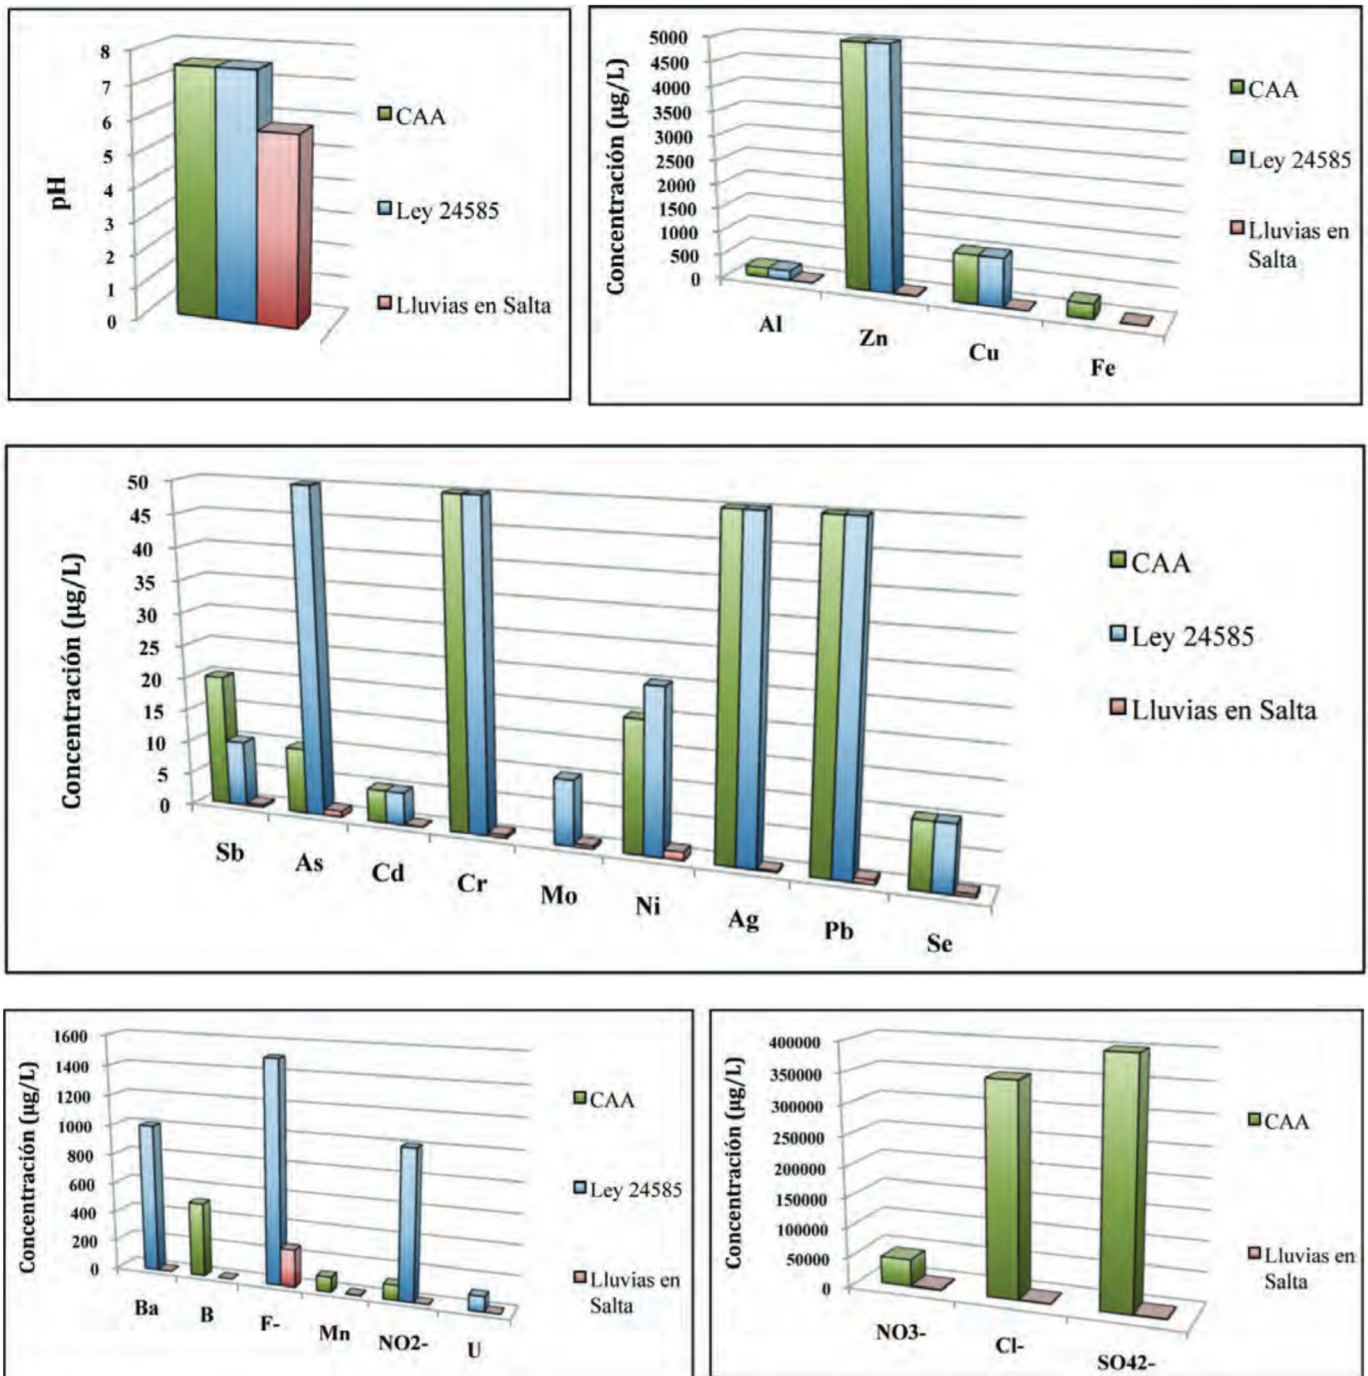 pH
8
7
6
5
4
3
2
1
0
CAA
Ley 24585
Lluvias en Salta
Concentración (µg/L)
5000
4500
4000
3500
3000
2500
2000
1500
1000
500
0
Al
Zn
Cu
Fe
CAA
Ley 24585
Lluvias en
Salta
Concentración (µg/L)
50
45
40
35
30
25
20
15
10
5
0
Sb
As
Cd
Cr
Mo
Ni
Ag
Pb
Se
CAA
Ley 24585
Lluvias en Salta
Concentración (µg/L)
1600
1400
1200
1000
800
600
400
200
0
Ba
B
F-
Mn
NO2-
U
CAA
Ley 24585
Lluvias en
Salta
Concentración (µg/L)
400000
350000
300000
250000
200000
150000
100000
50000
0
NO3-
Cl-
SO42-
CAA
Lluvias en
Salta